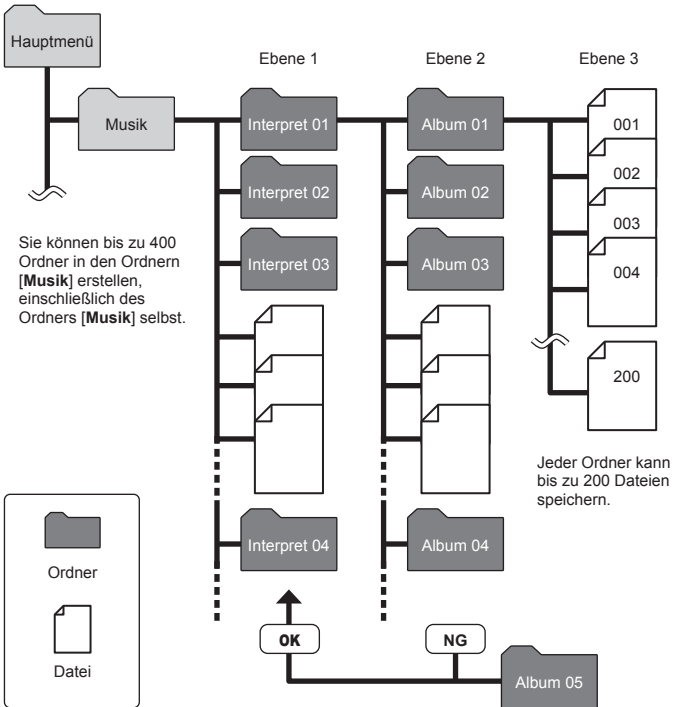 Hauptmenü
Ebene 1
Ebene 2
Ebene 3
Musik
Interpret 01
Album 01
001
Interpret 02
Album 02
002
003
Interpret 03
Album 03
004
Sie können bis zu 400
Ordner in den Ordnern
[Musik] erstellen,
einschließlich des
Ordners [Musik] selbst.
200
Jeder Ordner kann
bis zu 200 Dateien
speichern.
Interpret 04
Album 04
Ordner
Datei
OK
NG
Album 05